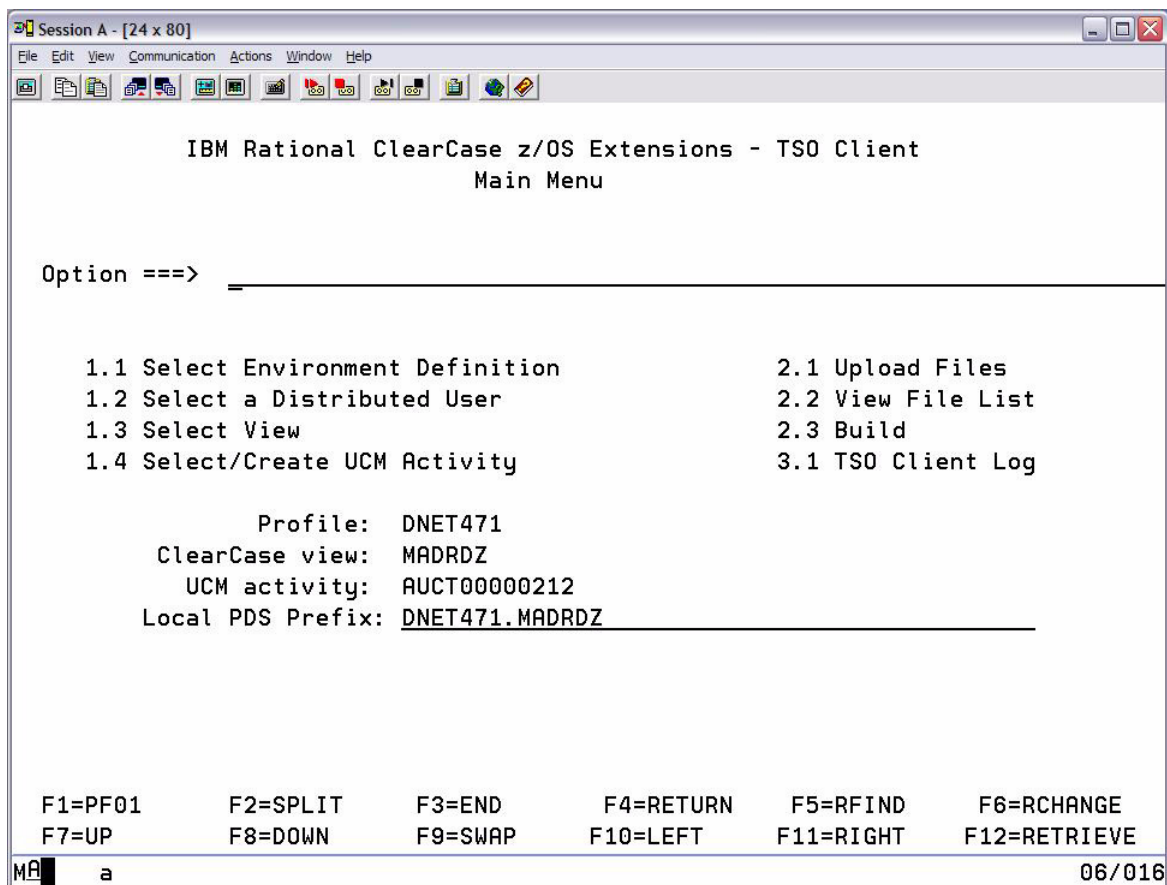 Session A - [24 x 80]
File Edit View Communication Actions Window Help
IBM Rational ClearCase z/OS Extensions - TSO Client
Main Menu
Option ===>
1.1 Select Environment Definition 2.1 Upload Files
1.2 Select a Distributed User 2.2 View File List
1.3 Select View 2.3 Build
1.4 Select/Create UCM Activity 3.1 TSO Client Log
Profile: DNET471
ClearCase view: MADRDZ
UCM activity: AUCT00000212
Local PDS Prefix: DNET471.MADRDZ
F1=PF01 F2=SPLIT F3=END F4=RETURN F5=RFIND F6=RCHANGE
F7=UP F8=DOWN F9=SWAP F10=LEFT F11=RIGHT F12=RETRIEVE
MA a 06/016